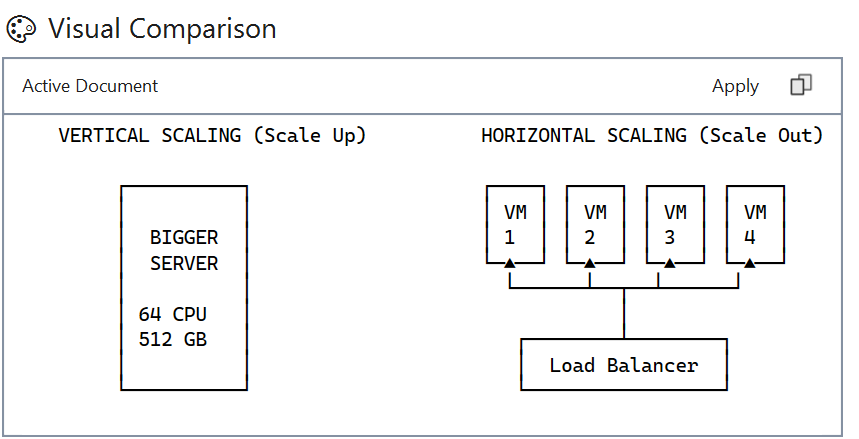 Visual Comparison
Active Document
Apply
VERTICAL SCALING (Scale Up)
HORIZONTAL SCALING (Scale Out)
BIGGER
SERVER
64 CPU
512 GB
VM VM VM VM
1 2 3 4
Load Balancer